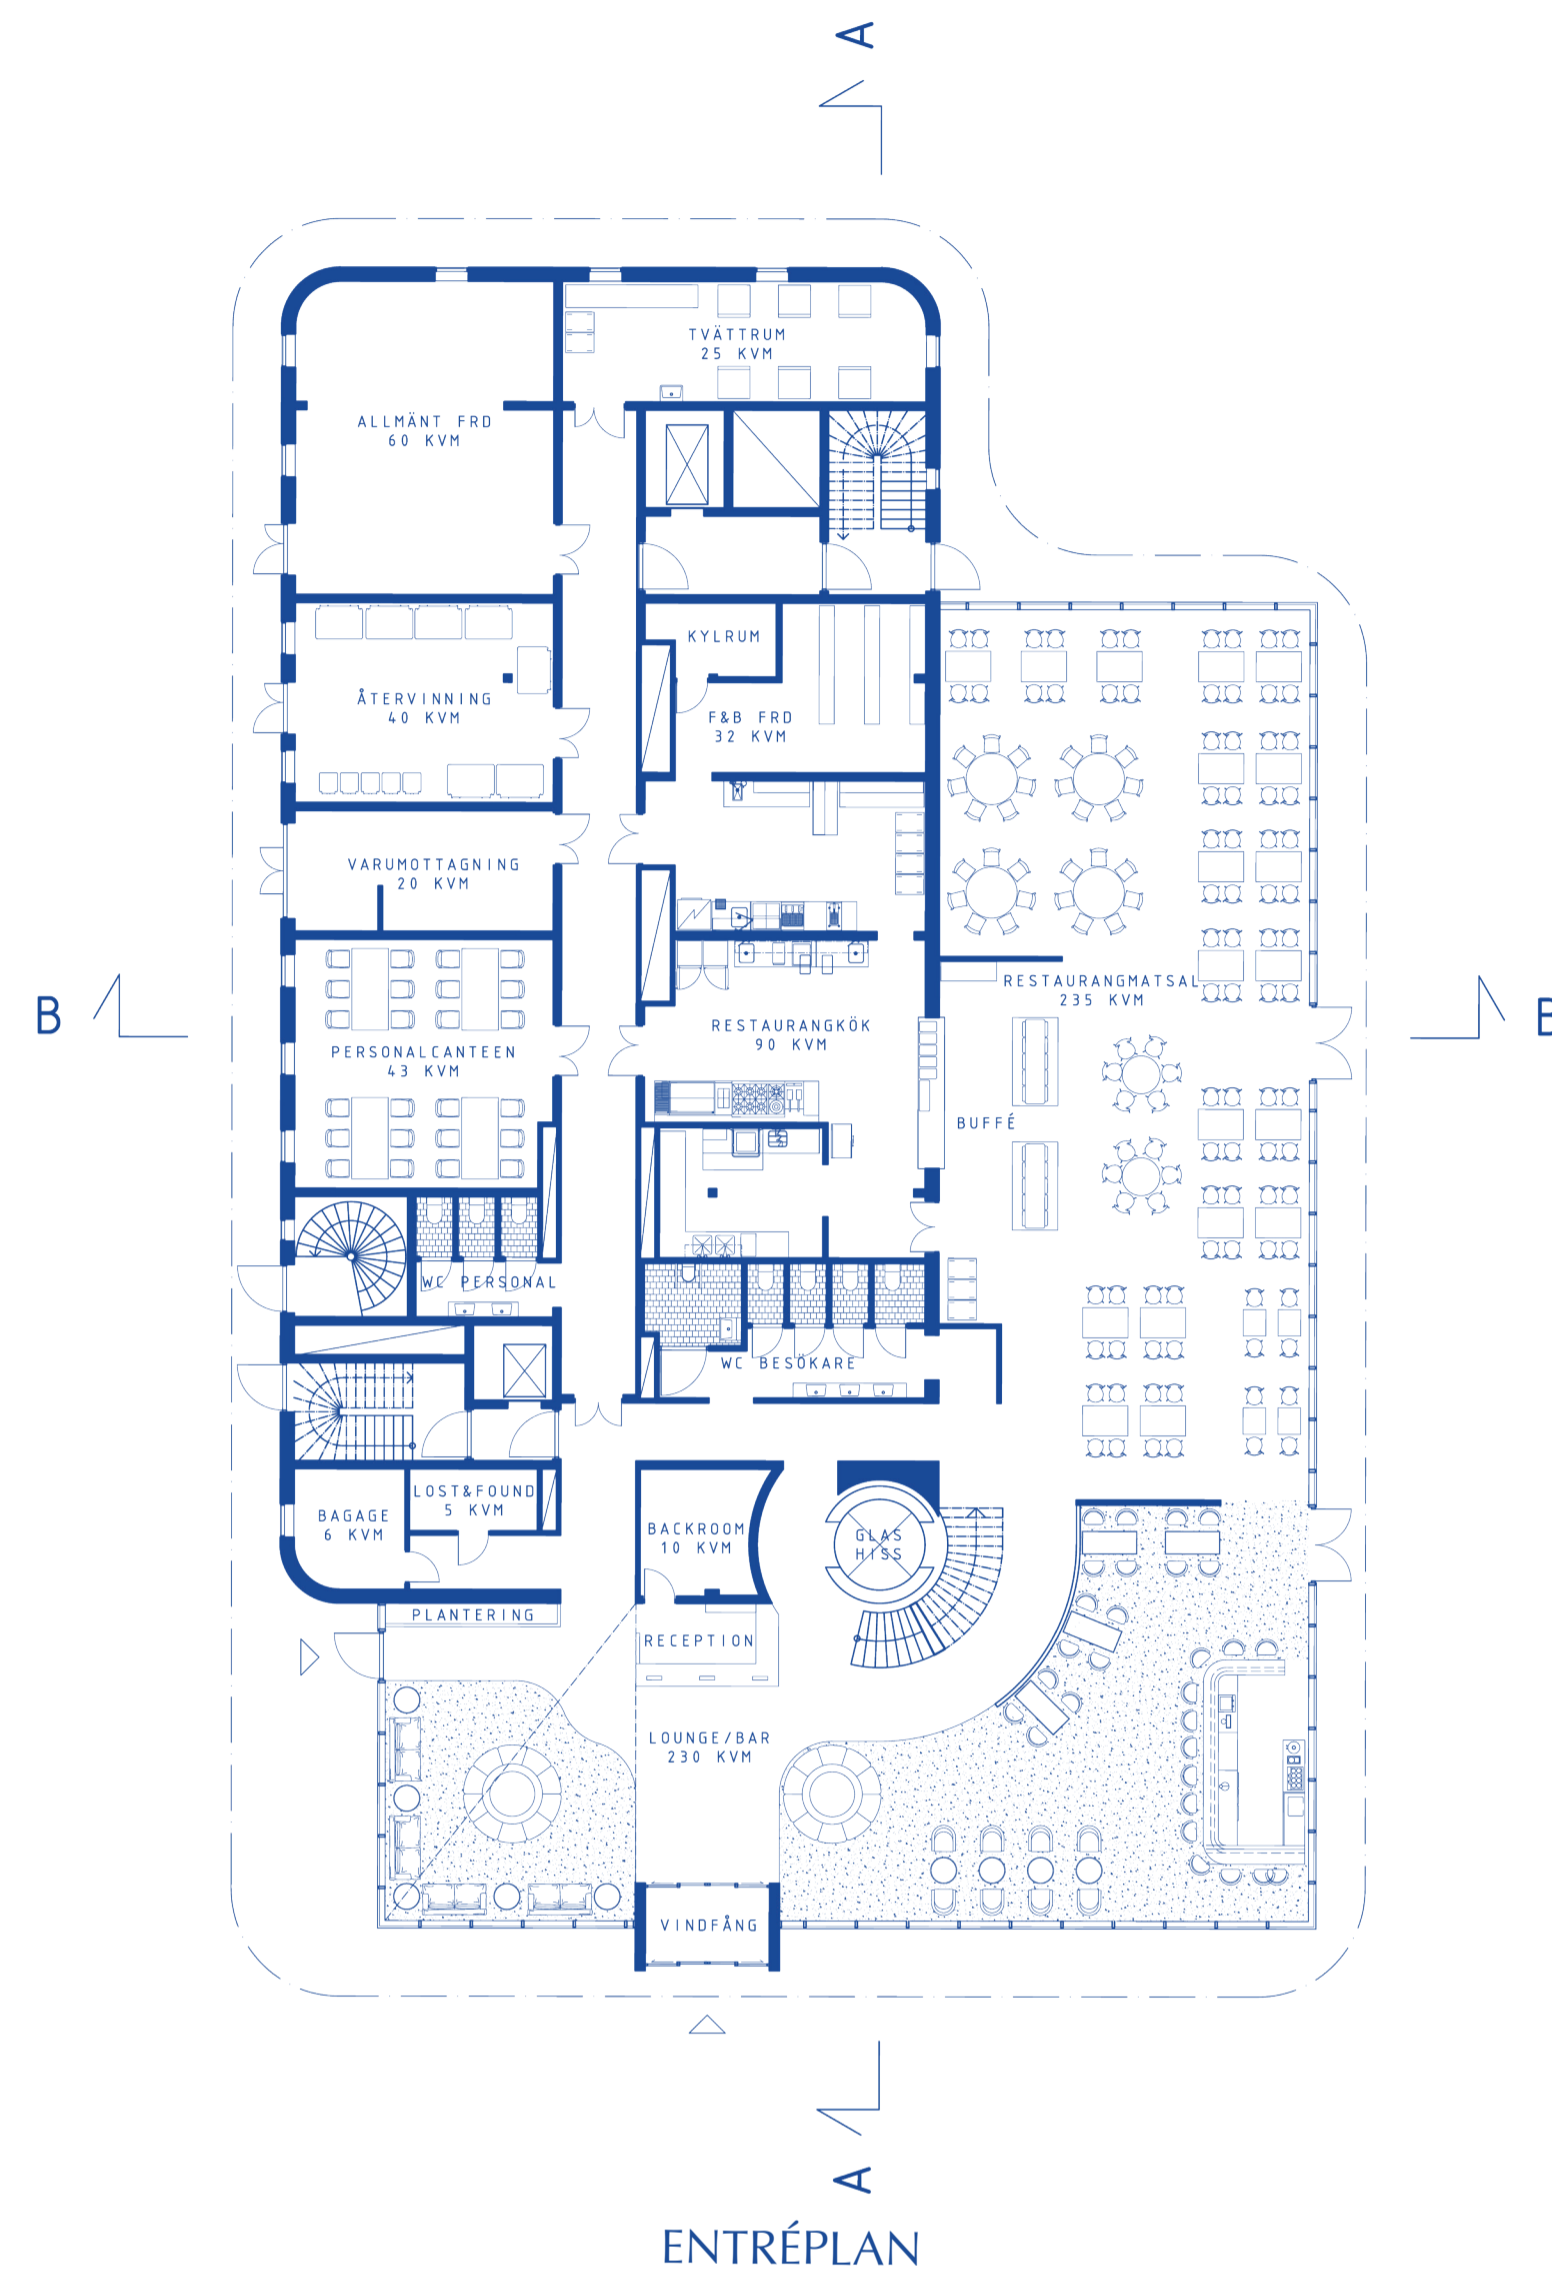 A
TVÄTTRUM
25 KVM
ALLMÄNT FRD
60 KVM
KYLRUM
ÅTERVINNING
40 KVM
F&B FRD
32 KVM
VARUMOTTAGNING
20 KVM
RESTAURANGMATSAL
235 KVM
B
B
RESTAURANGKÖK
90 KVM
PERSONALCANTEEN
43 KVM
BUFFÉ
WC PERSONAL
WC BESÖKARE
LOST&FOUND
5 KVM
BAGAGE
6 KVM
BACKROOM
10 KVM
GLAS
HISS
PLANTERING
RECEPTION
LOUNGE/BAR
230 KVM
VINDFÅNG
A
ENTRÉPLAN